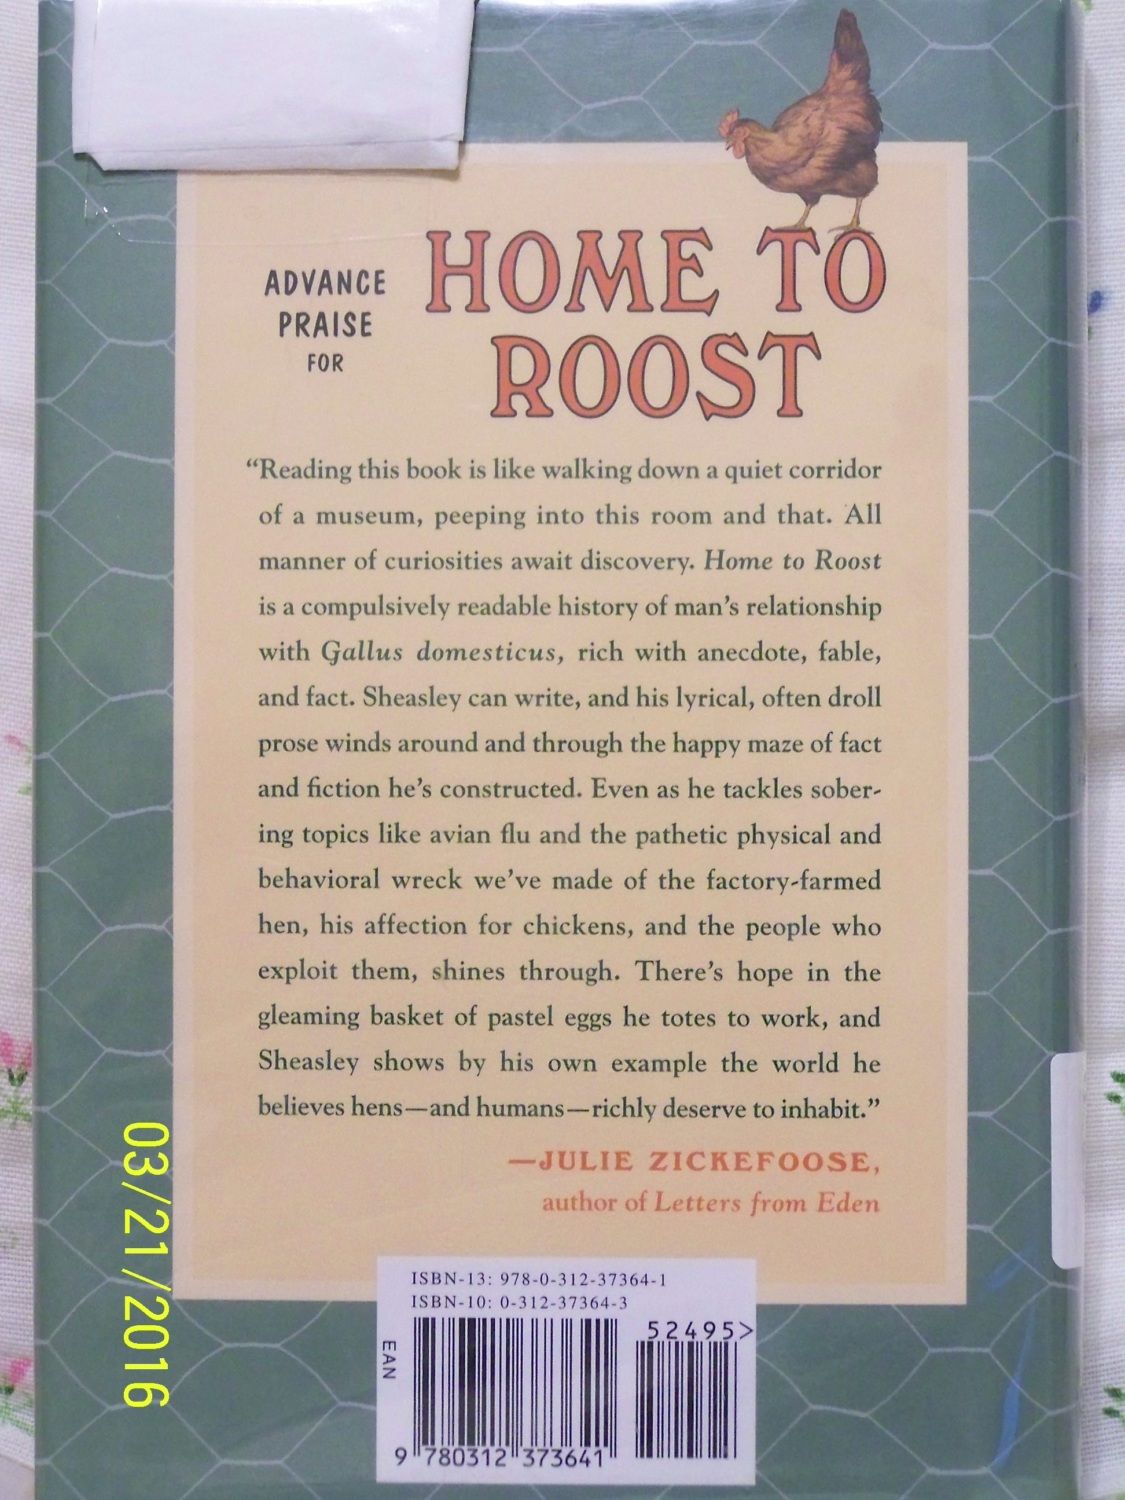 ADVANCE
PRAISE
FOR
HOME TO
ROOST
“Reading this book is like walking down a quiet corridor
of a museum, peeping into this room and that. All
manner of curiosities await discovery. Home to Roost
is a compulsively readable history of man’s relationship
with Gallus domesticus, rich with anecdote, fable,
and fact. Sheasley can write, and his lyrical, often droll
prose winds around and through the happy maze of fact
and fiction he’s constructed. Even as he tackles sober-
ing topics like avian flu and the pathetic physical and
behavioral wreck we’ve made of the factory-farmed
hen, his affection for chickens, and the people who
exploit them, shines through. There’s hope in the
gleaming basket of pastel eggs he totes to work, and
Sheasley shows by his own example the world he
believes hens—and humans—richly deserve to inhabit.”
—JULIE ZICKEFOOSE,
author of Letters from Eden
ISBN-13: 978-0-312-37364-1
ISBN-10: 0-312-37364-3
52495>
EAN
9 780312 373641
03/21/2016